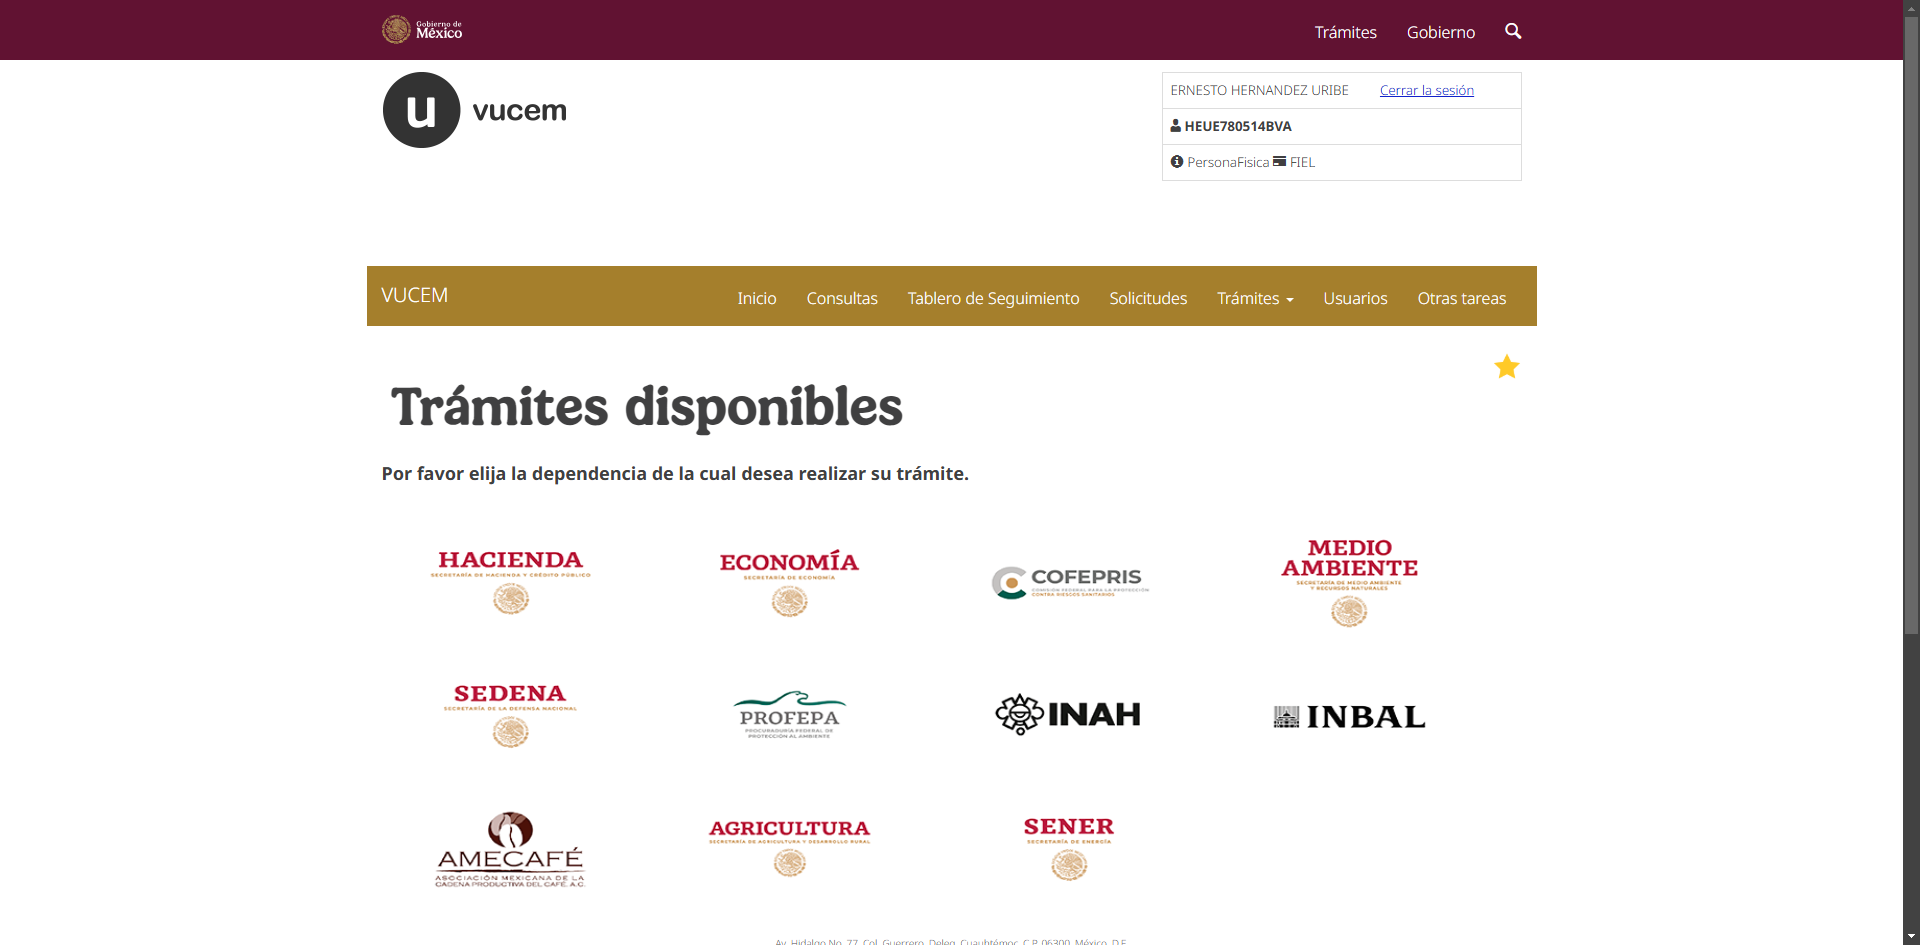 Gobierno de
México
Trámites
Gobierno
u vucem
ERNESTO HERNANDEZ URIBE
Cerrar la sesión
HEUE780514BVA
PersonaFisica FIEL
VUCEM
Inicio
Consultas
Tablero de Seguimiento
Solicitudes
Trámites
Usuarios
Otras tareas
Trámites disponibles
Por favor elija la dependencia de la cual desea realizar su trámite.
HACIENDA
SECRETARÍA DE HACIENDA Y CRÉDITO PÚBLICO
ECONOMÍA
SECRETARÍA DE ECONOMÍA
COFEPRIS
COMISIÓN FEDERAL PARA LA PROTECCIÓN
CONTRA RIESGOS SANITARIOS
MEDIO
AMBIENTE
SECRETARÍA DE MEDIO AMBIENTE
Y RECURSOS NATURALES
SEDENA
SECRETARÍA DE LA DEFENSA NACIONAL
PROFEPA
PROCURADURÍA FEDERAL DE
PROTECCIÓN AL AMBIENTE
INAH
INBAL
AMECAFÉ
ASOCIACIÓN MEXICANA DE LA
CADENA PRODUCTIVA DEL CAFÉ, A.C.
AGRICULTURA
SECRETARÍA DE AGRICULTURA Y DESARROLLO RURAL
SENER
SECRETARÍA DE ENERGÍA
Av. Hidalgo No. 77, Col. Guerrero, Deleg. Cuauhtémoc, C.P. 06300, México, D.F.